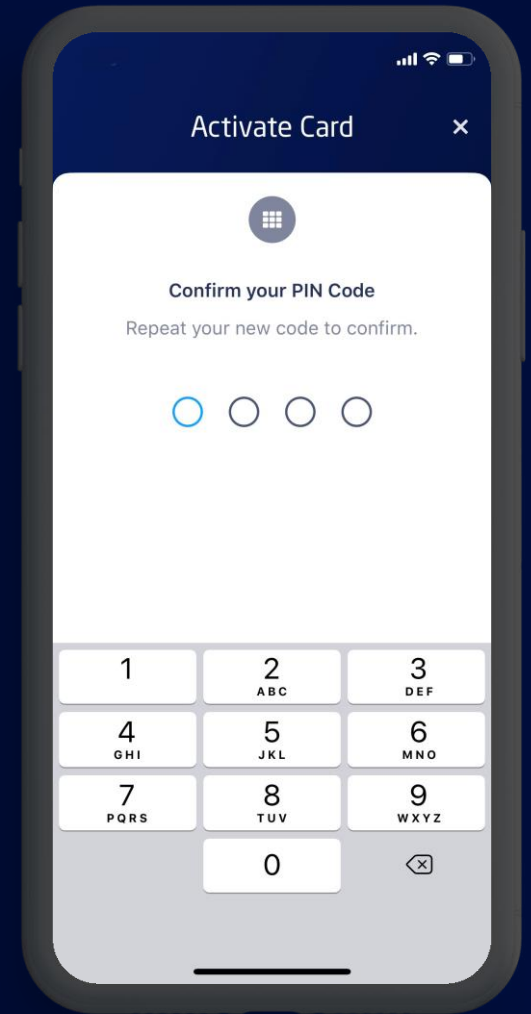 Activate Card
Confirm your PIN Code
Repeat your new code to confirm.
1 2 3
ABC DEF
4 5 6
GHI JKL MNO
7 8 9
PQRS TUV WXYZ
0